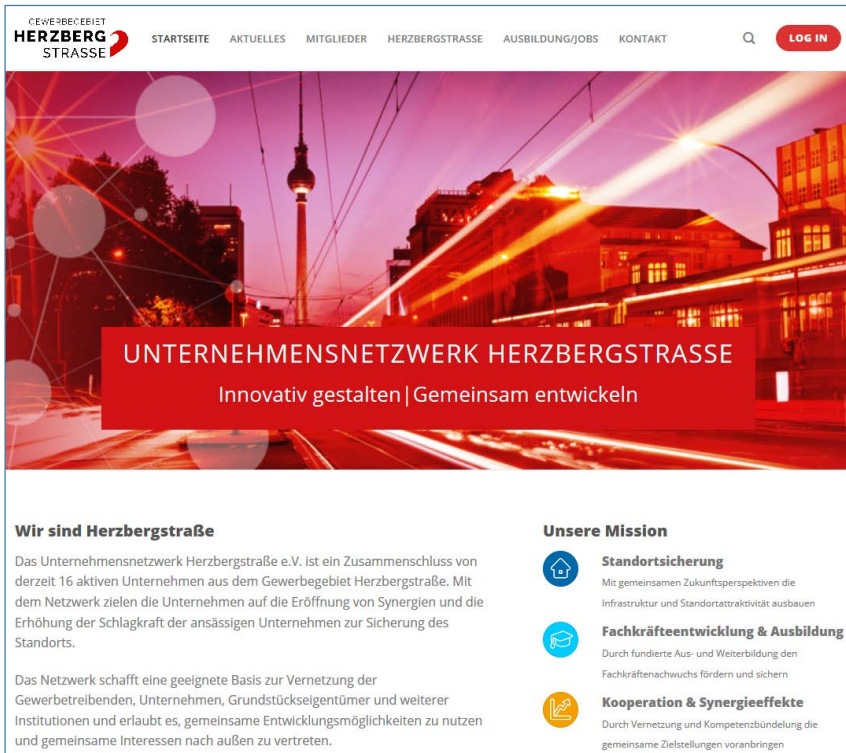 GEWERBEGEBIET
HERZBERG
STRASSE
STARTSEITE AKTUELLES MITGLIEDER HERZBERGSTRASSE AUSBILDUNG/JOBS KONTAKT LOG IN
UNTERNEHMENSNETZWERK HERZBERGSTRASSE
Innovativ gestalten|Gemeinsam entwickeln
Wir sind Herzbergstraße
Das Unternehmensnetzwerk Herzbergstraße e.V. ist ein Zusammenschluss von
derzeit 16 aktiven Unternehmen aus dem Gewerbegebiet Herzbergstraße. Mit
dem Netzwerk zielen die Unternehmen auf die Eröffnung von Synergien und die
Erhöhung der Schlagkraft der ansässigen Unternehmen zur Sicherung des
Standorts.
Das Netzwerk schafft eine geeignete Basis zur Vernetzung der
Gewerbetreibenden, Unternehmen, Grundstückseigentümer und weiterer
Institutionen und erlaubt es, gemeinsame Entwicklungsmöglichkeiten zu nutzen
und gemeinsame Interessen nach außen zu vertreten.
Unsere Mission
Standortsicherung
Mit gemeinsamen Zukunftsperspektiven die
Infrastruktur und Standortattraktivität ausbauen
Fachkräfteentwicklung & Ausbildung
Durch fundierte Aus- und Weiterbildung den
Fachkräftenachwuchs fördern und sichern
Kooperation & Synergieeffekte
Durch Vernetzung und Kompetenzbündelung die
gemeinsame Zielstellungen voranbringen